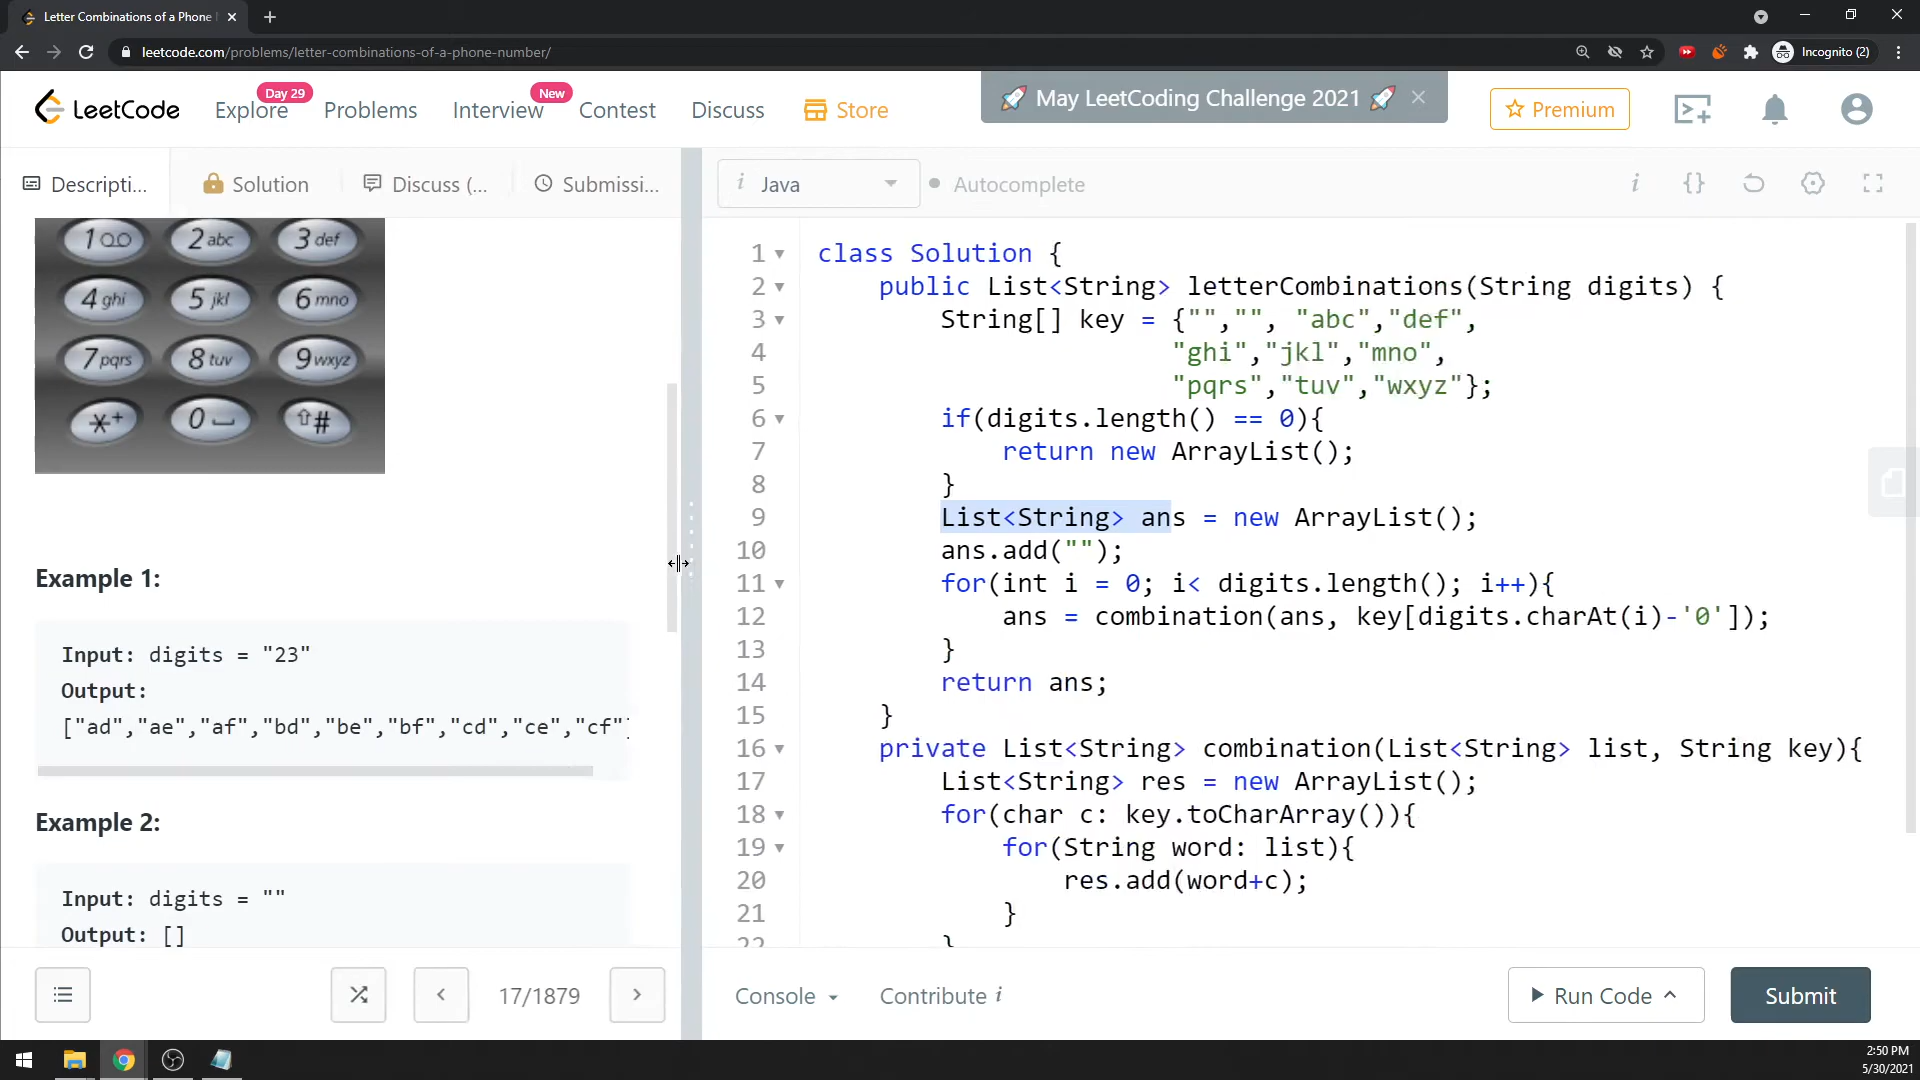 Letter Combinations of a Phone
leetcode.com/problems/letter-combinations-of-a-phone-number/
Incognito (2)
LeetCode
Explore
Day 29
Problems
Interview
New
Contest
Discuss
Store
🚀 May LeetCoding Challenge 2021 🚀
Premium
Descripti...
Solution
Discuss (...
Submissi...
i Java
Autocomplete
1
2 abc
3 def
4 ghi
5 jkl
6 mno
7 pqrs
8 tuv
9 wxyz
*+
0
#
Example 1:
Input: digits = "23"
Output:
["ad","ae","af","bd","be","bf","cd","ce","cf"]
Example 2:
Input: digits = ""
Output: []
1 class Solution {
2 public List<String> letterCombinations(String digits) {
3 String[] key = {"","", "abc","def",
4 "ghi","jkl","mno",
5 "pqrs","tuv","wxyz"};
6 if(digits.length() == 0){
7 return new ArrayList();
8 }
9 List<String> ans = new ArrayList();
10 ans.add("");
11 for(int i = 0; i< digits.length(); i++){
12 ans = combination(ans, key[digits.charAt(i)-'0']);
13 }
14 return ans;
15 }
16 private List<String> combination(List<String> list, String key){
17 List<String> res = new ArrayList();
18 for(char c: key.toCharArray()){
19 for(String word: list){
20 res.add(word+c);
21 }
22 }
17/1879
Console
Contribute i
Run Code
Submit
2:50 PM
5/30/2021